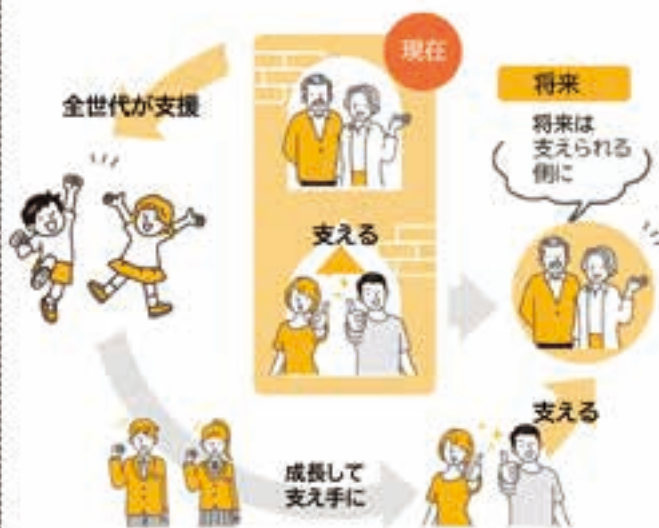 現在
全世代が支援
支える
将来
将来は
支えられる
側に
支える
成長して
支え手に